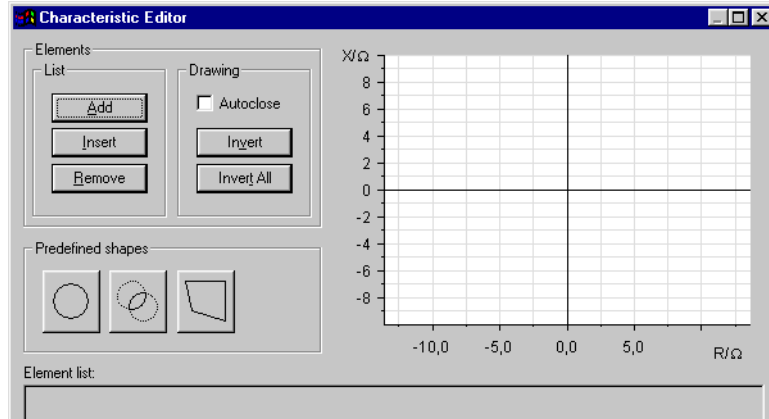 Characteristic Editor
Elements
List
Add
Insert
Remove
Drawing
Autoclose
Invert
Invert All
Predefined shapes
X/Ω
8
6
4
2
0
-2
-4
-6
-8
-10,0 -5,0 0,0 5,0 R/Ω
Element list: